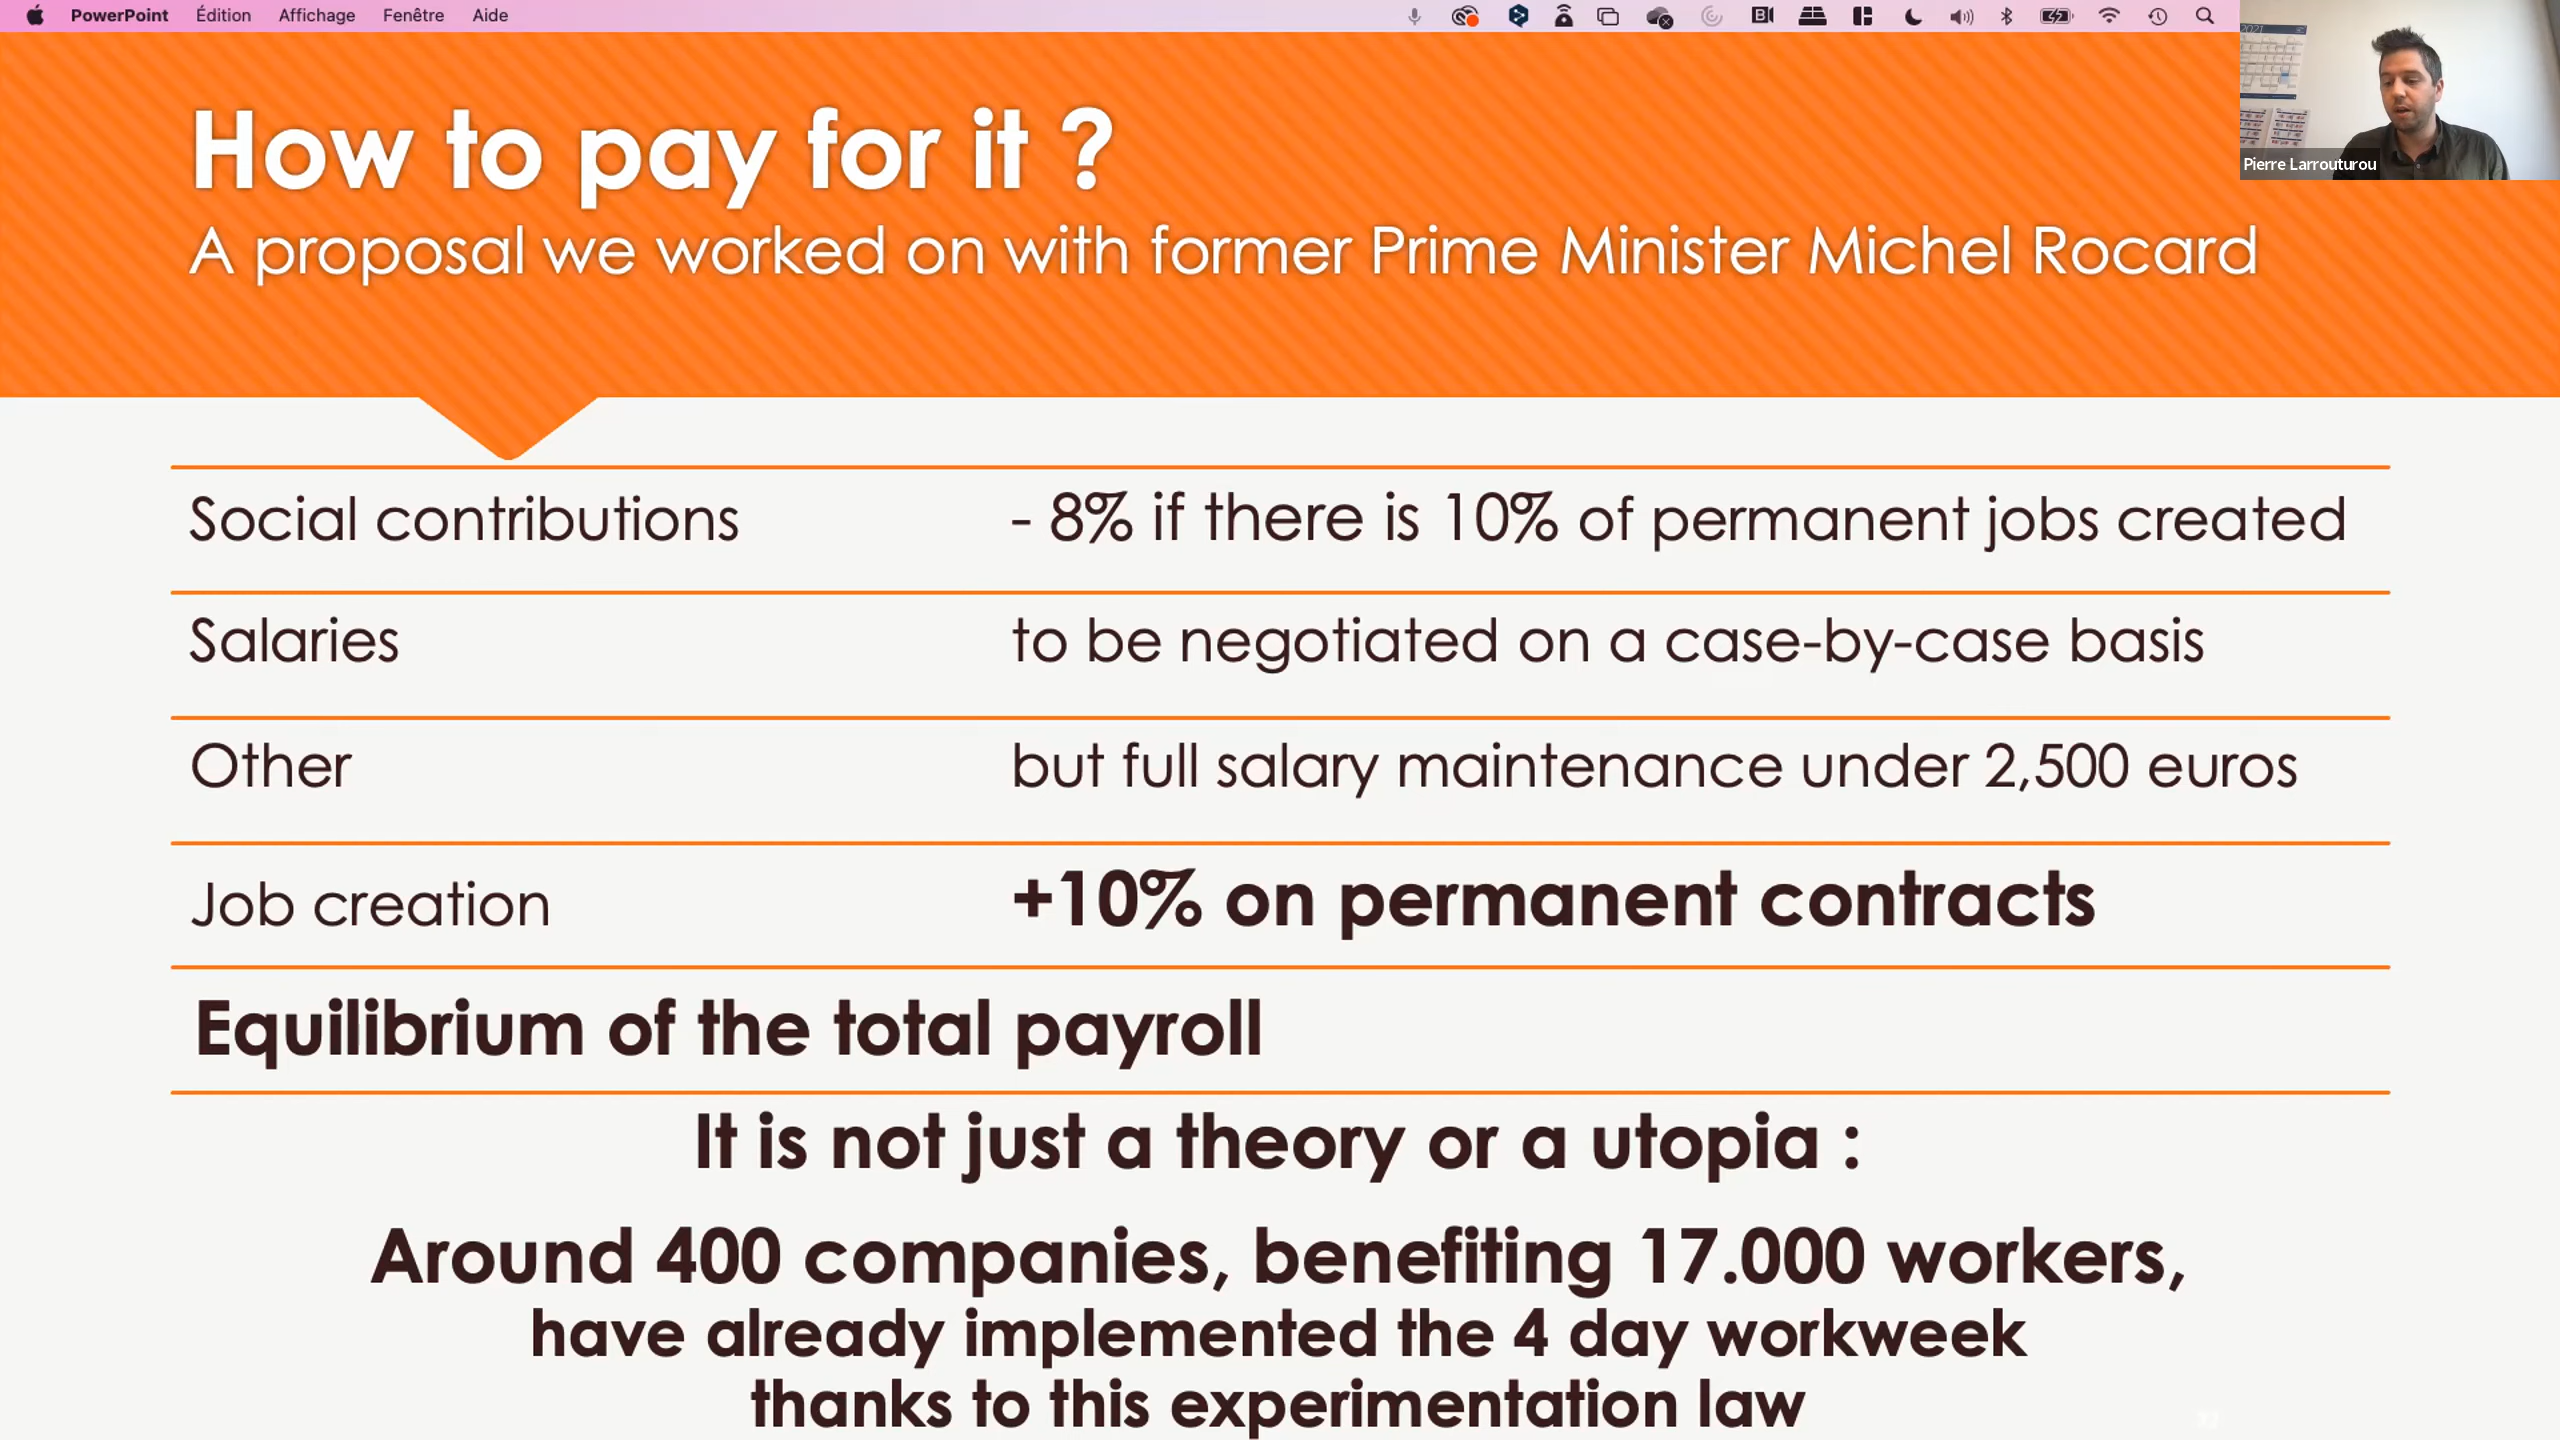 PowerPoint Édition Affichage Fenêtre Aide
2021
Pierre Larrouturou
How to pay for it ?
A proposal we worked on with former Prime Minister Michel Rocard
Social contributions - 8% if there is 10% of permanent jobs created
Salaries to be negotiated on a case-by-case basis
Other but full salary maintenance under 2,500 euros
Job creation +10% on permanent contracts
Equilibrium of the total payroll
It is not just a theory or a utopia :
Around 400 companies, benefiting 17.000 workers,
have already implemented the 4 day workweek
thanks to this experimentation law